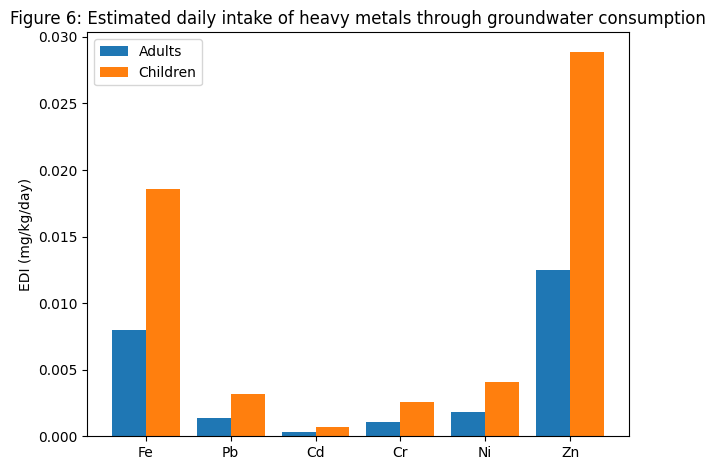 Figure 6: Estimated daily intake of heavy metals through groundwater consumption
Adults
Children
EDI (mg/kg/day)
0.030
0.025
0.020
0.015
0.010
0.005
0.000
Fe Pb Cd Cr Ni Zn